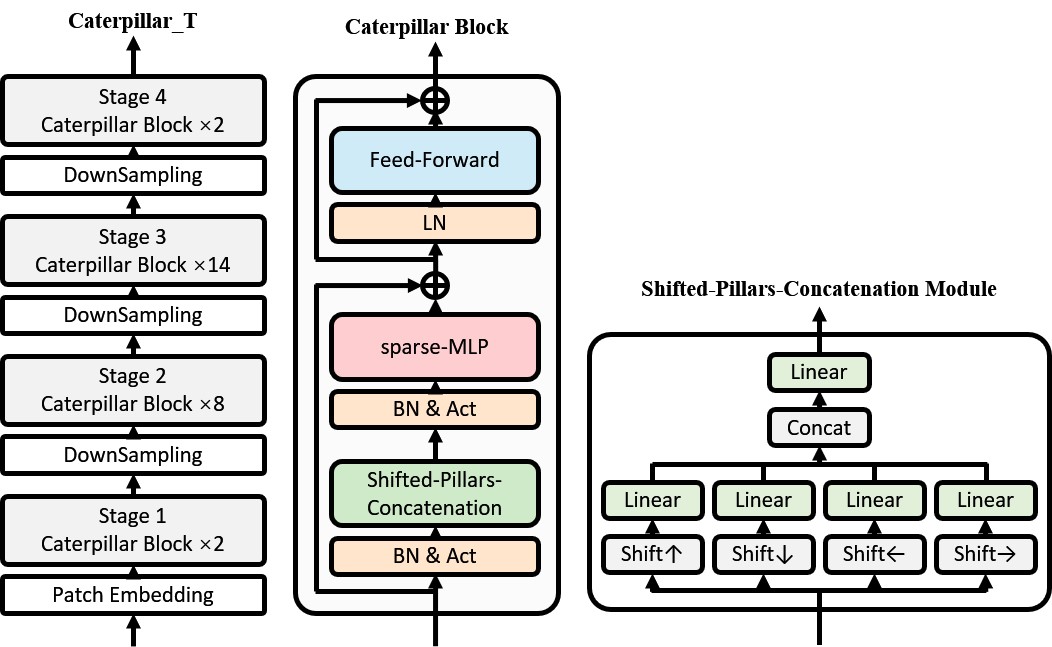 Caterpillar_T
Stage 4
Caterpillar Block ×2
DownSampling
Stage 3
Caterpillar Block ×14
DownSampling
Stage 2
Caterpillar Block ×8
DownSampling
Stage 1
Caterpillar Block ×2
Patch Embedding
Caterpillar Block
Feed-Forward
LN
sparse-MLP
BN & Act
Shifted-Pillars-
Concatenation
BN & Act
Shifted-Pillars-Concatenation Module
Linear
Concat
Linear Linear Linear Linear
Shift↑ Shift↓ Shift← Shift→